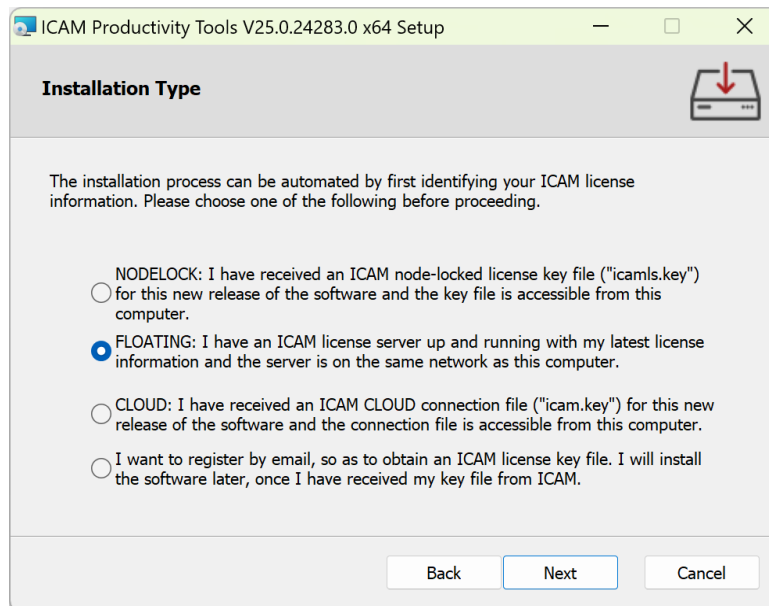 ICAM Productivity Tools V25.0.24283.0 x64 Setup
Installation Type
The installation process can be automated by first identifying your ICAM license
information. Please choose one of the following before proceeding.
NODELOCK: I have received an ICAM node-locked license key file ("icamls.key")
for this new release of the software and the key file is accessible from this
computer.
FLOATING: I have an ICAM license server up and running with my latest license
information and the server is on the same network as this computer.
CLOUD: I have received an ICAM CLOUD connection file ("icam.key") for this new
release of the software and the connection file is accessible from this computer.
I want to register by email, so as to obtain an ICAM license key file. I will install
the software later, once I have received my key file from ICAM.
Back Next Cancel